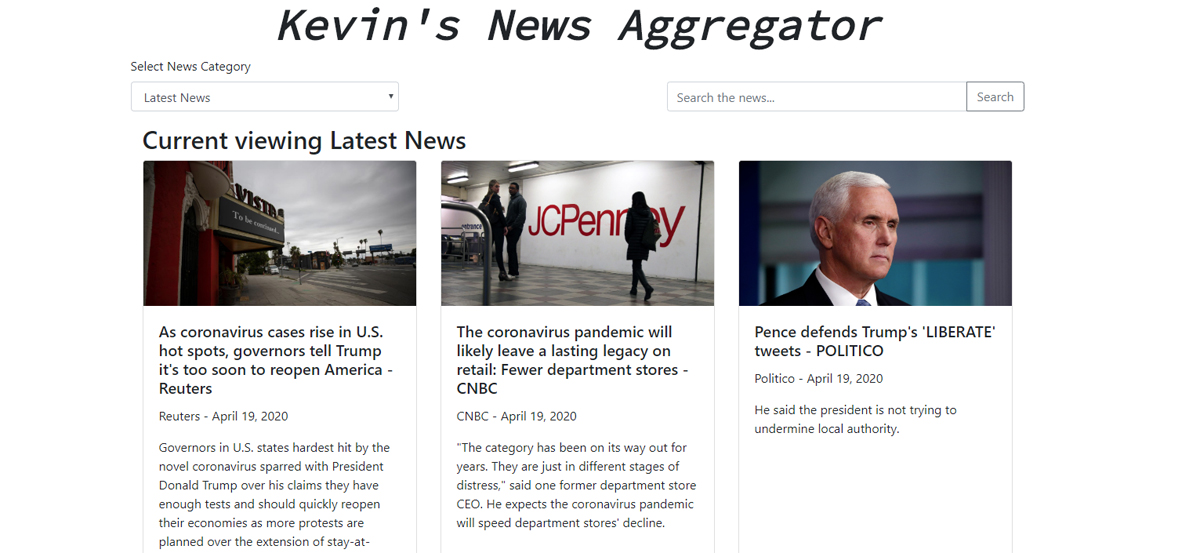 Kevin's News Aggregator
Select News Category
Latest News
Search the news...
Search
Current viewing Latest News
VISTA
To be continued...
entrance
JCPenney
As coronavirus cases rise in U.S.
hot spots, governors tell Trump
it's too soon to reopen America -
Reuters
Reuters - April 19, 2020
Governors in U.S. states hardest hit by the
novel coronavirus sparred with President
Donald Trump over his claims they have
enough tests and should quickly reopen
their economies as more protests are
planned over the extension of stay-at-
The coronavirus pandemic will
likely leave a lasting legacy on
retail: Fewer department stores -
CNBC
CNBC - April 19, 2020
"The category has been on its way out for
years. They are just in different stages of
distress," said one former department store
CEO. He expects the coronavirus pandemic
will speed department stores' decline.
Pence defends Trump's 'LIBERATE'
tweets - POLITICO
Politico - April 19, 2020
He said the president is not trying to
undermine local authority.